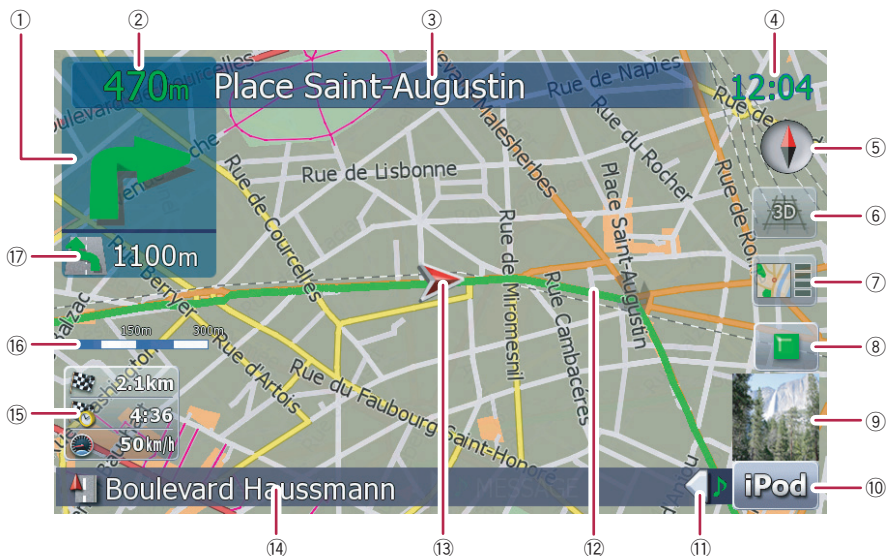 ① ② ③ ④
470m Place Saint-Augustin
12:04
Rue de Naples
Malesherbes
Rue du Rocher
⑤
Rue de Lisbonne
Rue de Courcelles
Place Saint-Augustin
3D ⑥
⑰ 1100m
Rue de Miromesnil
⑦
Rue Berryer
Rue Cambacérès
⑯ 150m 300m
⑧
Washington
Rue d'Artois
Rue du Faubourg Saint-Honoré
⑮ 2.1km
4:36
50km/h
⑨
Boulevard Haussmann
MESSAGE
iPod ⑩
⑭ ⑬ ⑫ ⑪